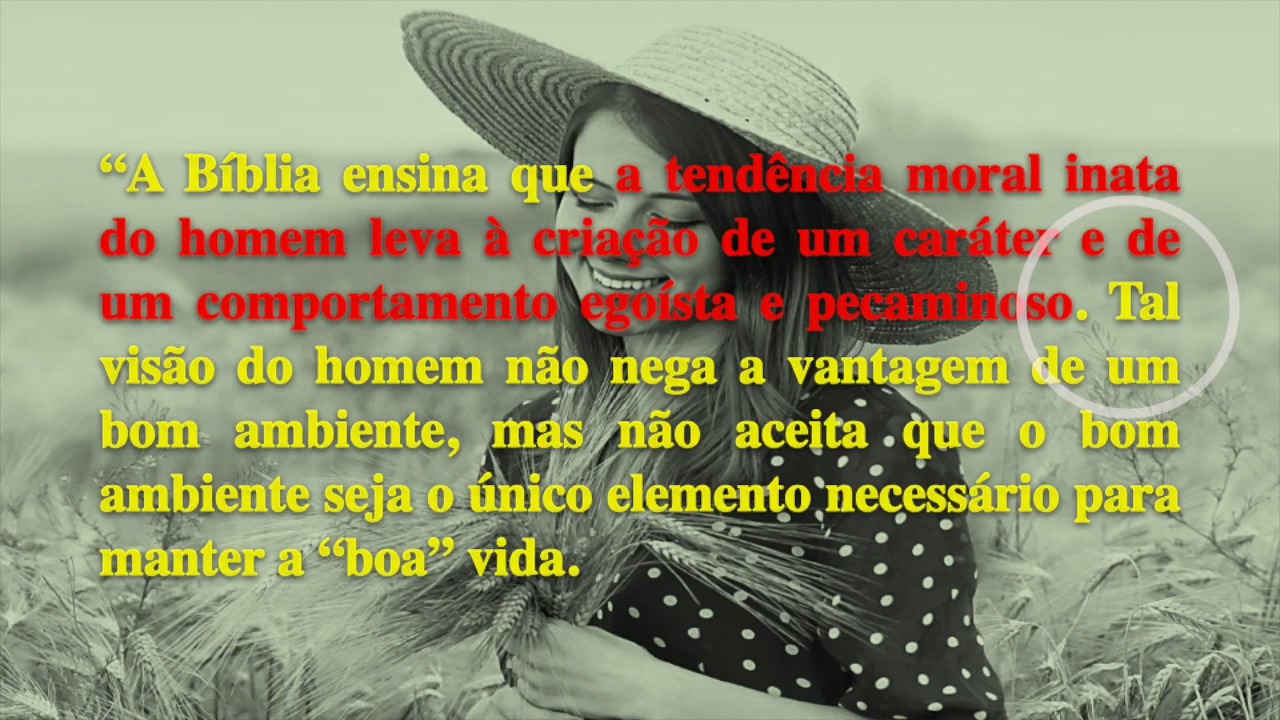 “A Bíblia ensina que a tendência moral inata
do homem leva à criação de um caráter e de
um comportamento egoísta e pecaminoso. Tal
visão do homem não nega a vantagem de um
bom ambiente, mas não aceita que o bom
ambiente seja o único elemento necessário para
manter a “boa” vida.